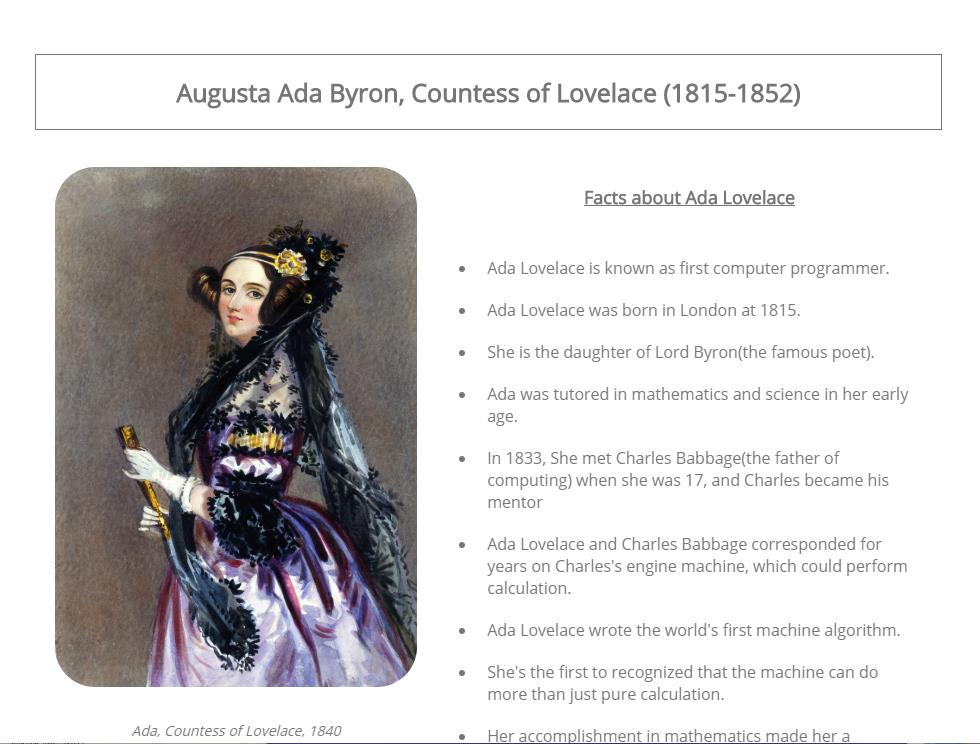 Augusta Ada Byron, Countess of Lovelace (1815-1852)
Facts about Ada Lovelace
Ada Lovelace is known as first computer programmer.
Ada Lovelace was born in London at 1815.
She is the daughter of Lord Byron(the famous poet).
Ada was tutored in mathematics and science in her early
age.
In 1833, She met Charles Babbage(the father of
computing) when she was 17, and Charles became his
mentor
Ada Lovelace and Charles Babbage corresponded for
years on Charles's engine machine, which could perform
calculation.
Ada Lovelace wrote the world's first machine algorithm.
She's the first to recognized that the machine can do
more than just pure calculation.
Her accomplishment in mathematics made her a
Ada, Countess of Lovelace, 1840